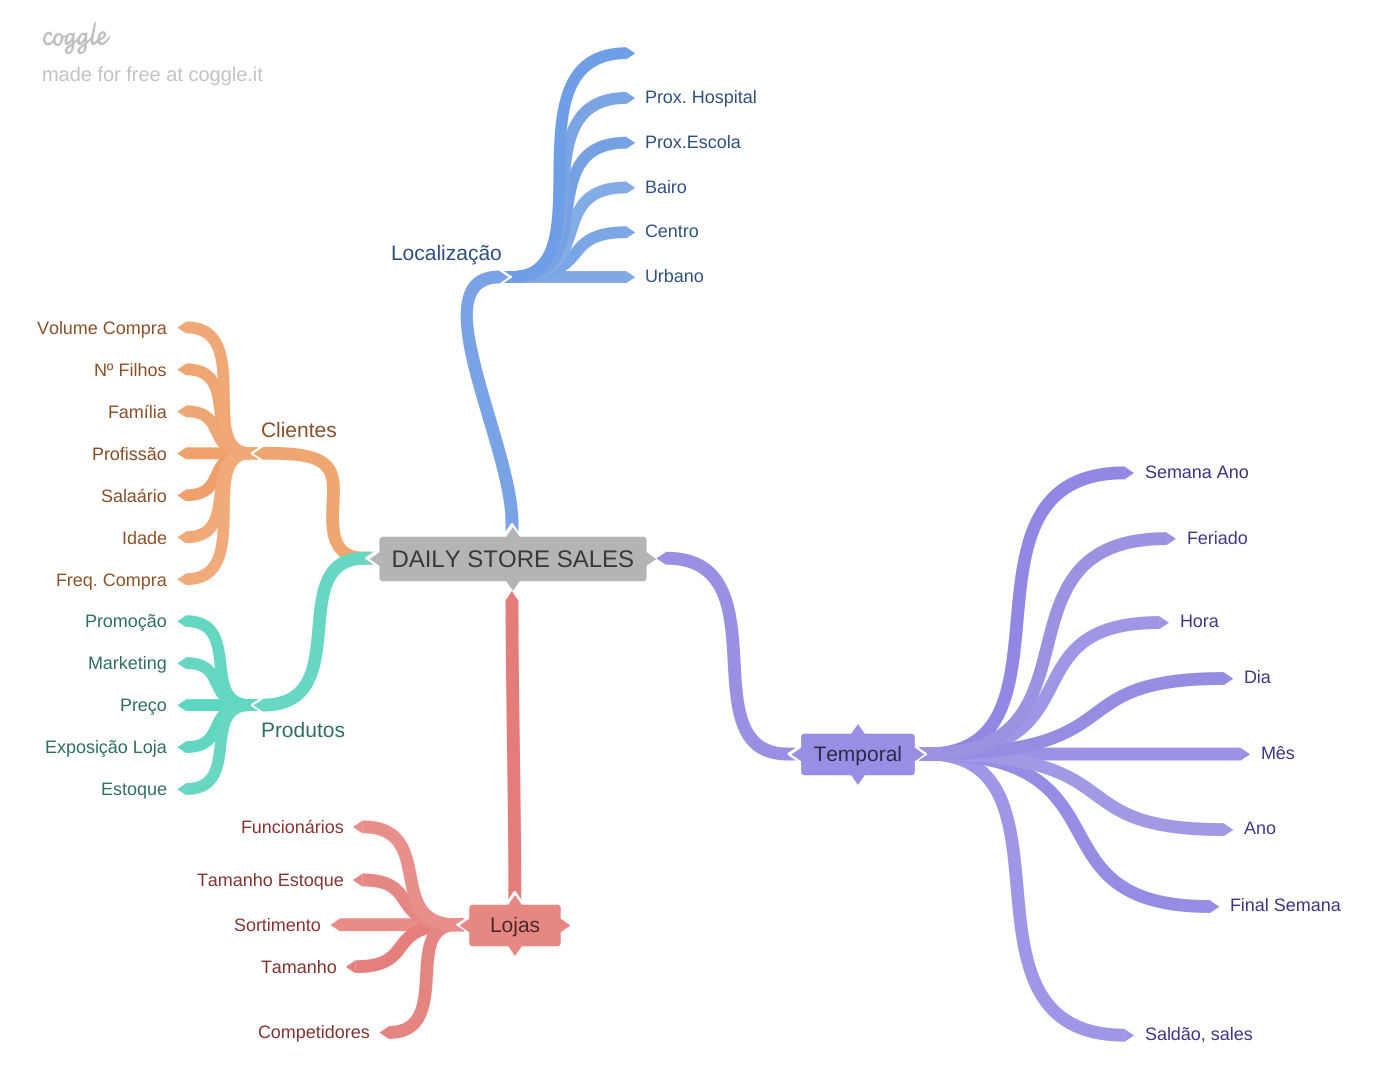 coggle
made for free at coggle.it
Localização
Prox. Hospital
Prox.Escola
Bairo
Centro
Urbano
Clientes
Volume Compra
Nº Filhos
Família
Profissão
Salaário
Idade
Freq. Compra
DAILY STORE SALES
Produtos
Promoção
Marketing
Preço
Exposição Loja
Estoque
Lojas
Funcionários
Tamanho Estoque
Sortimento
Tamanho
Competidores
Temporal
Semana Ano
Feriado
Hora
Dia
Mês
Ano
Final Semana
Saldão, sales